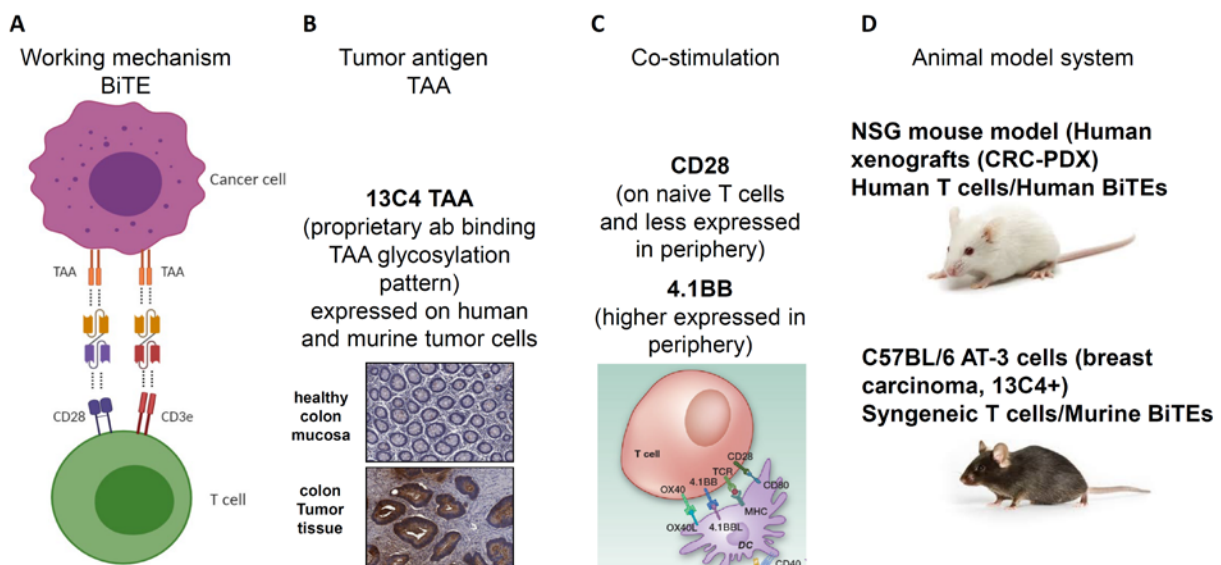 A
Working mechanism
BiTE
Cancer cell
TAA
TAA
CD28
CD3e
T cell
B
Tumor antigen
TAA
13C4 TAA
(proprietary ab binding
TAA glycosylation
pattern)
expressed on human
and murine tumor cells
healthy
colon
mucosa
colon
Tumor
tissue
C
Co-stimulation
CD28
(on naive T cells
and less expressed
in periphery)
4.1BB
(higher expressed in
periphery)
T cell
CD28
TCR
4.1BB
OX40
CD80
MHC
4.1BBL
OX40L
DC
CD40
D
Animal model system
NSG mouse model (Human
xenografts (CRC-PDX)
Human T cells/Human BiTEs
C57BL/6 AT-3 cells (breast
carcinoma, 13C4+)
Syngeneic T cells/Murine BiTEs